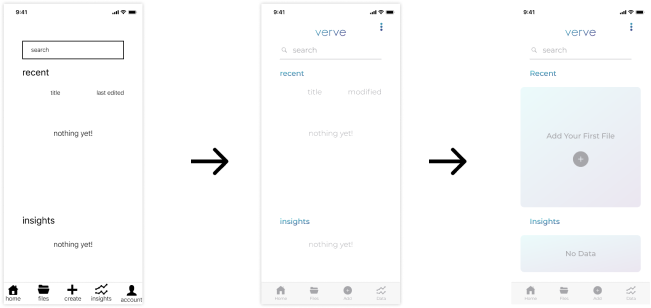 9:41
search
recent
title last edited
nothing yet!
insights
nothing yet!
home files create insights account
9:41
verve
search
recent
title modified
nothing yet!
insights
nothing yet!
Home Files Add Data
9:41
verve
search
Recent
Add Your First File
Insights
No Data
Home Files Add Data